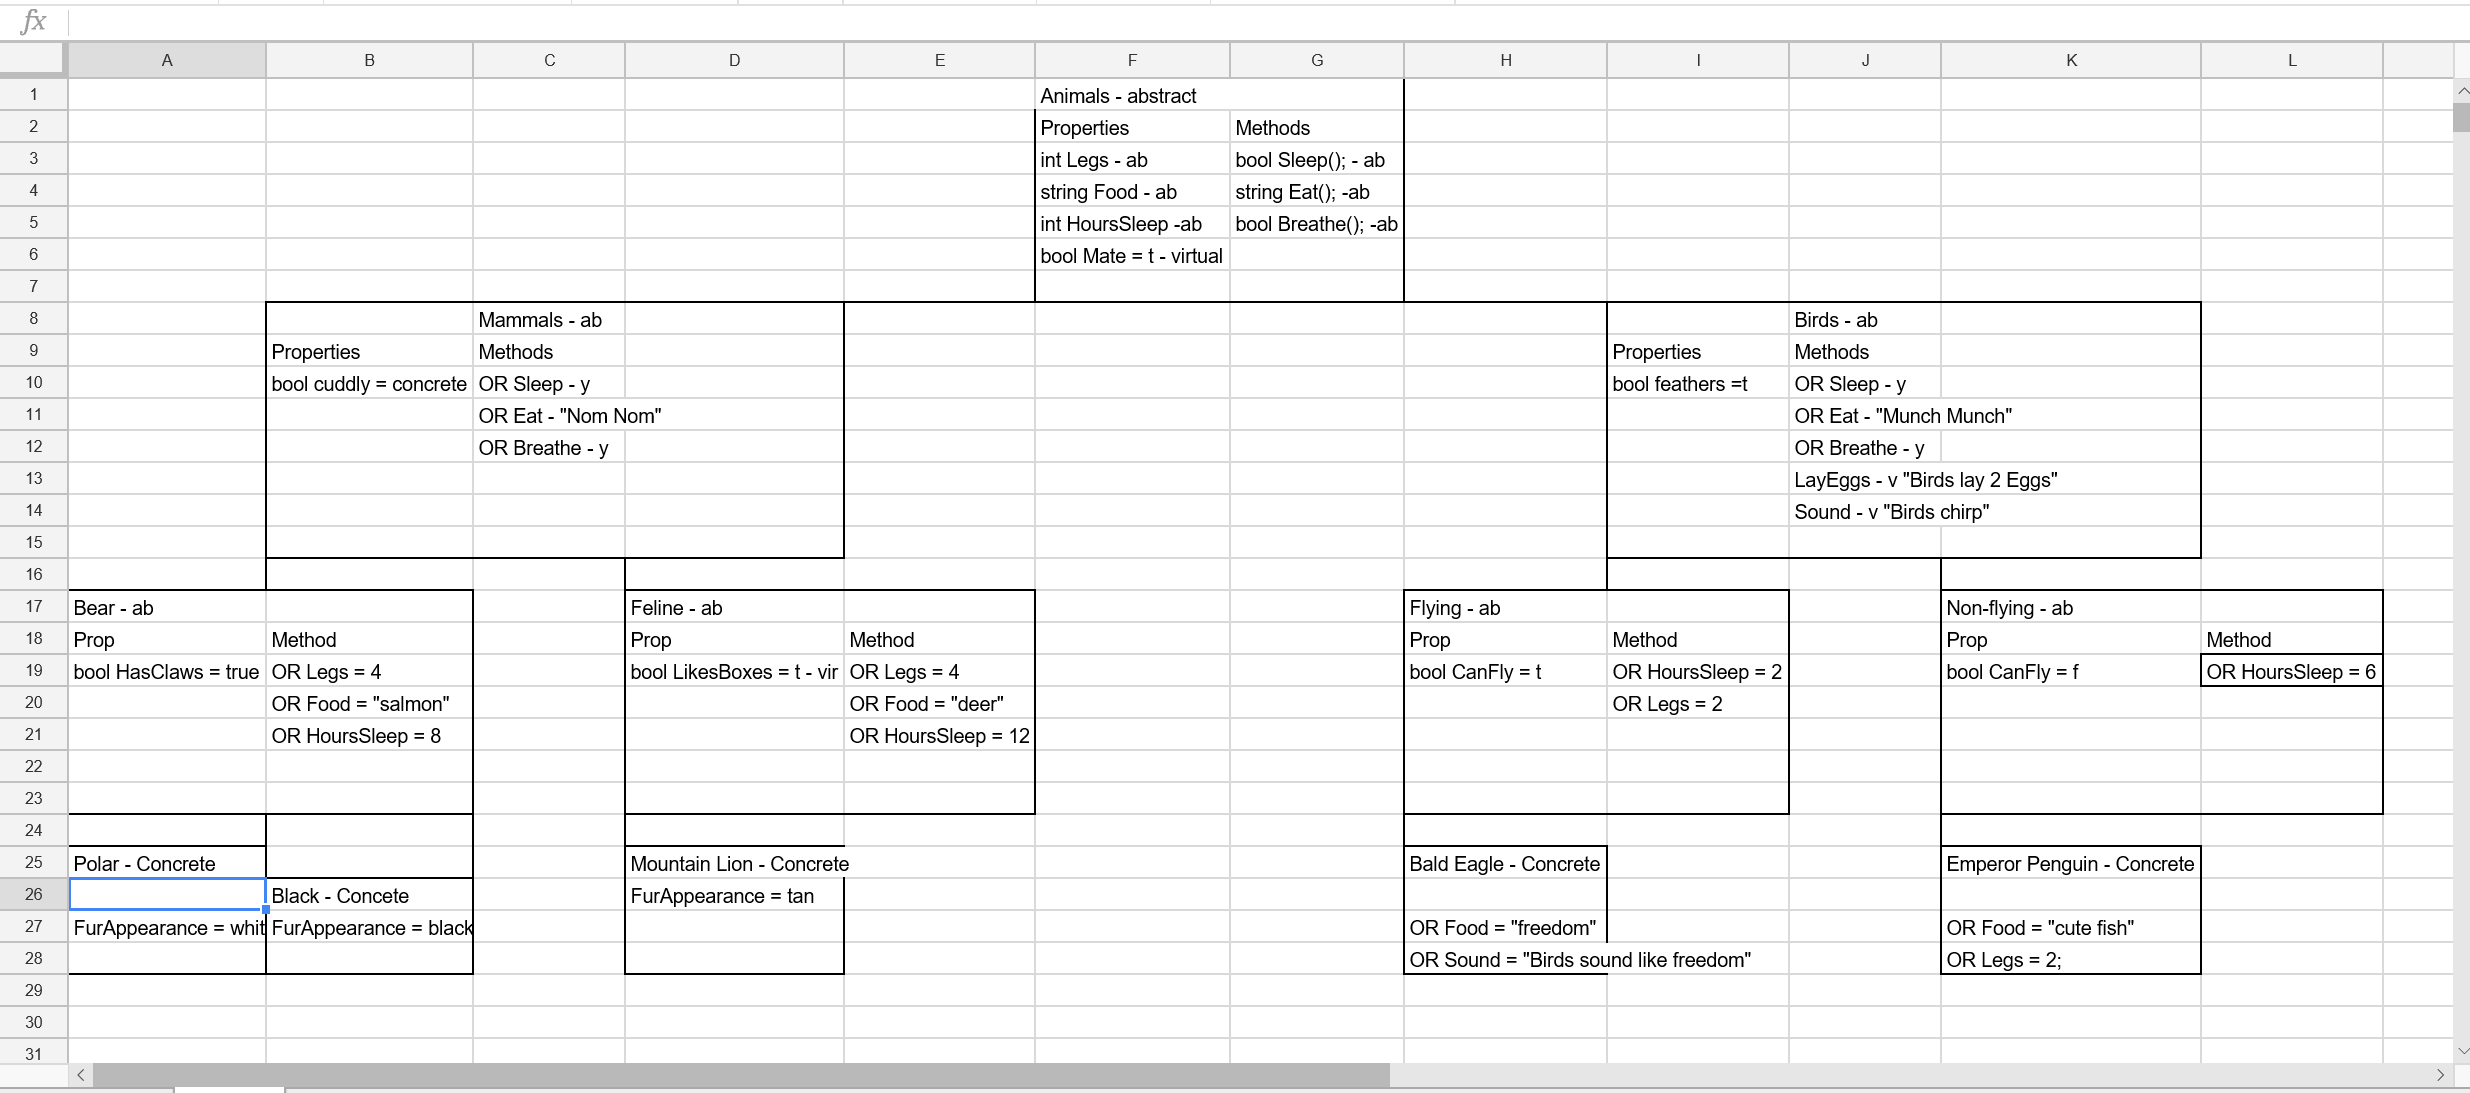 fx
A B C D E F G H I J K L
1 Animals - abstract
2 Properties Methods
3 int Legs - ab bool Sleep(); - ab
4 string Food - ab string Eat(); -ab
5 int HoursSleep -ab bool Breathe(); -ab
6 bool Mate = t - virtual
7
8 Mammals - ab Birds - ab
9 Properties Methods Properties Methods
10 bool cuddly = concrete OR Sleep - y bool feathers =t OR Sleep - y
11 OR Eat - "Nom Nom" OR Eat - "Munch Munch"
12 OR Breathe - y OR Breathe - y
13 LayEggs - v "Birds lay 2 Eggs"
14 Sound - v "Birds chirp"
15
16
17 Bear - ab Feline - ab Flying - ab Non-flying - ab
18 Prop Method Prop Method Prop Method Prop Method
19 bool HasClaws = true OR Legs = 4 bool LikesBoxes = t - vir OR Legs = 4 bool CanFly = t OR HoursSleep = 2 bool CanFly = f OR HoursSleep = 6
20 OR Food = "salmon" OR Food = "deer" OR Legs = 2
21 OR HoursSleep = 8 OR HoursSleep = 12
22
23
24
25 Polar - Concrete Mountain Lion - Concrete Bald Eagle - Concrete Emperor Penguin - Concrete
26 Black - Concete FurAppearance = tan
27 FurAppearance = whit FurAppearance = black OR Food = "freedom" OR Food = "cute fish"
28 OR Sound = "Birds sound like freedom" OR Legs = 2;
29
30
31